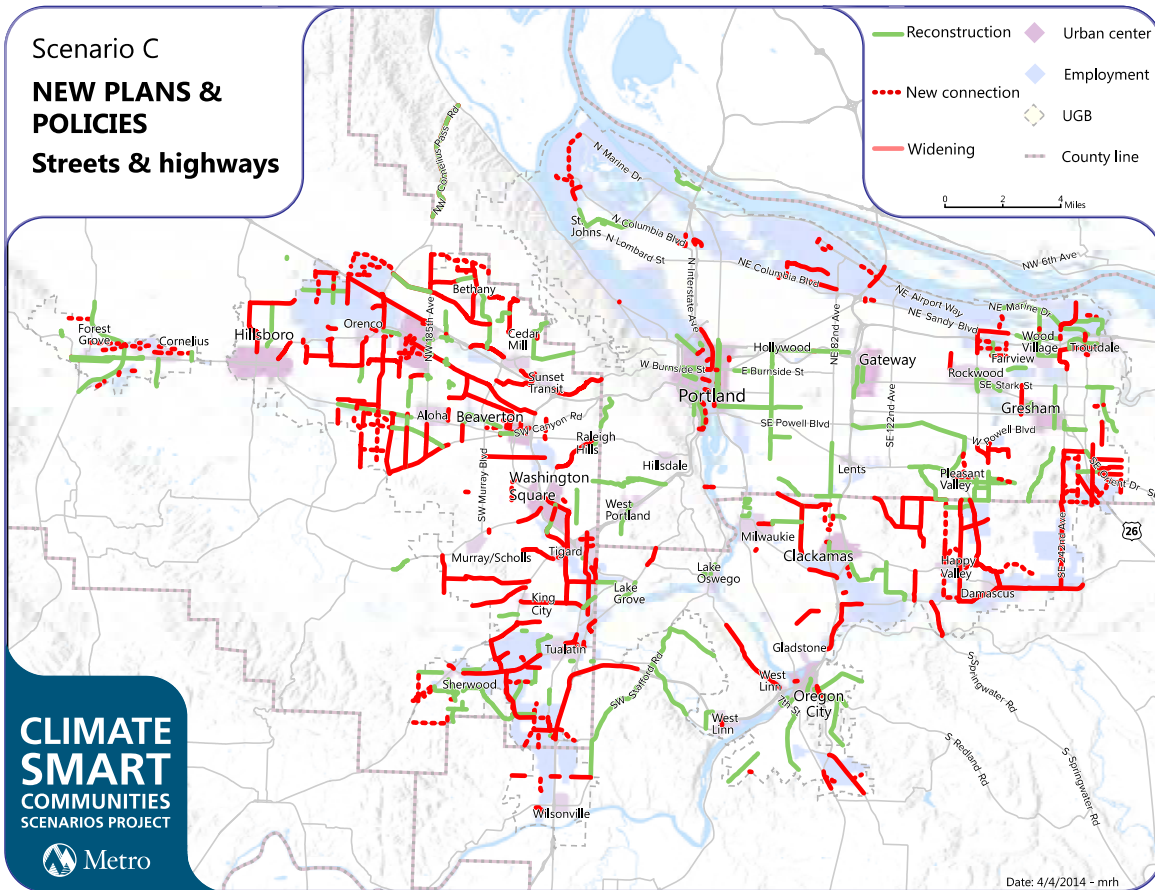 Scenario C
NEW PLANS &
POLICIES
Streets & highways
Reconstruction
New connection
Widening
Urban center
Employment
UGB
County line
0 2 4
Miles
NW Cornelius Pass Rd
N Marine Dr
St.
Johns
N Columbia Blvd
N Lombard St
N Interstate Ave
NE Columbia Blvd
NW 6th Ave
NE Airport Way
NE Marine Dr
NE Sandy Blvd
NE 82nd Ave
Bethany
NW 185th Ave
Orenco
Hillsboro
Forest
Grove
Cornelius
Cedar
Mill
Sunset
Transit
Hollywood
Gateway
Wood
Village
Troutdale
Fairview
Rockwood
W Burnside St
E Burnside St
SE Stark St
Portland
Gresham
Aloha
Beaverton
SW Canyon Rd
SE Powell Blvd
SE 122nd Ave
W Powell Blvd
Raleigh
Hills
Hillsdale
Lents
Pleasant
Valley
SE Orient Dr
S
SW Murray Blvd
Washington
Square
West
Portland
Milwaukie
Clackamas
26
SE 242nd Ave
Murray/Scholls
Tigard
Lake
Oswego
Happy
Valley
King
City
Lake
Grove
Damascus
Tualatin
Gladstone
SW Stafford Rd
Sherwood
West
Linn
Oregon
City
7th St
West
Linn
S Springwater Rd
S Redland Rd
S Springwater Rd
Wilsonville
CLIMATE
SMART
COMMUNITIES
SCENARIOS PROJECT
Metro
Date: 4/4/2014 - mrh